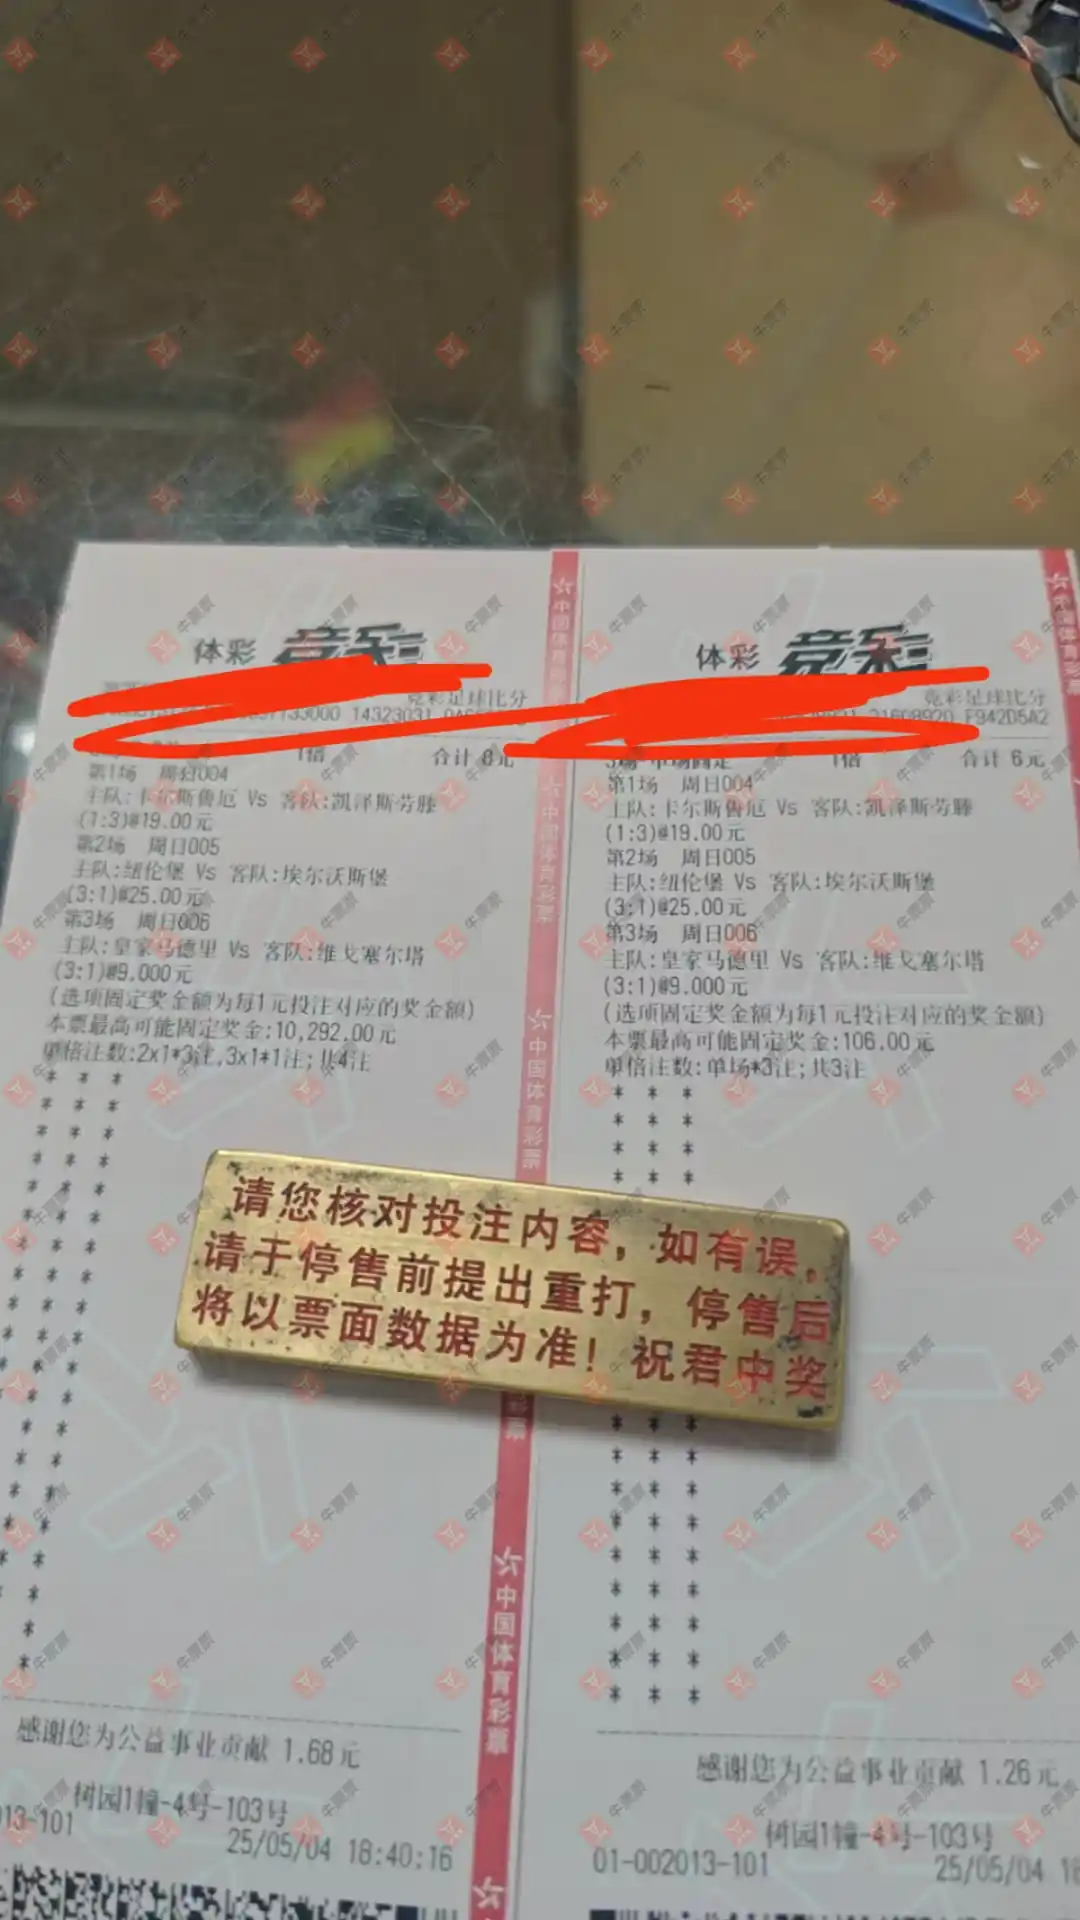 体彩 竞彩
竞彩足球比分
1倍 合计 8元
第1场 周日004
主队:卡尔斯鲁厄 Vs 客队:凯泽斯劳滕
(1:3)@19.00元
第2场 周日005
主队:纽伦堡 Vs 客队:埃尔沃斯堡
(3:1)@25.00元
第3场 周日006
主队:皇家马德里 Vs 客队:维戈塞尔塔
(3:1)@9.000元
(选项固定奖金额为每1元投注对应的奖金额)
本票最高可能固定奖金:10,292.00元
单倍注数:2x1*3注,3x1*1注;共4注
感谢您为公益事业贡献 1.68元
树园1幢-4号-103号
013-101 25/05/04 18:40:16
体彩 竞彩
竞彩足球比分
F942D5A2
1倍 合计 6元
第1场 周日004
主队:卡尔斯鲁厄 Vs 客队:凯泽斯劳滕
(1:3)@19.00元
第2场 周日005
主队:纽伦堡 Vs 客队:埃尔沃斯堡
(3:1)@25.00元
第3场 周日006
主队:皇家马德里 Vs 客队:维戈塞尔塔
(3:1)@9.000元
(选项固定奖金额为每1元投注对应的奖金额)
本票最高可能固定奖金:106.00元
单倍注数:单场*3注;共3注
感谢您为公益事业贡献 1.26元
树园1幢-4号-103号
01-002013-101 25/05/04 18
中国体育彩票
请您核对投注内容，如有误，
请于停售前提出重打，停售后
将以票面数据为准！祝君中奖
牛票票